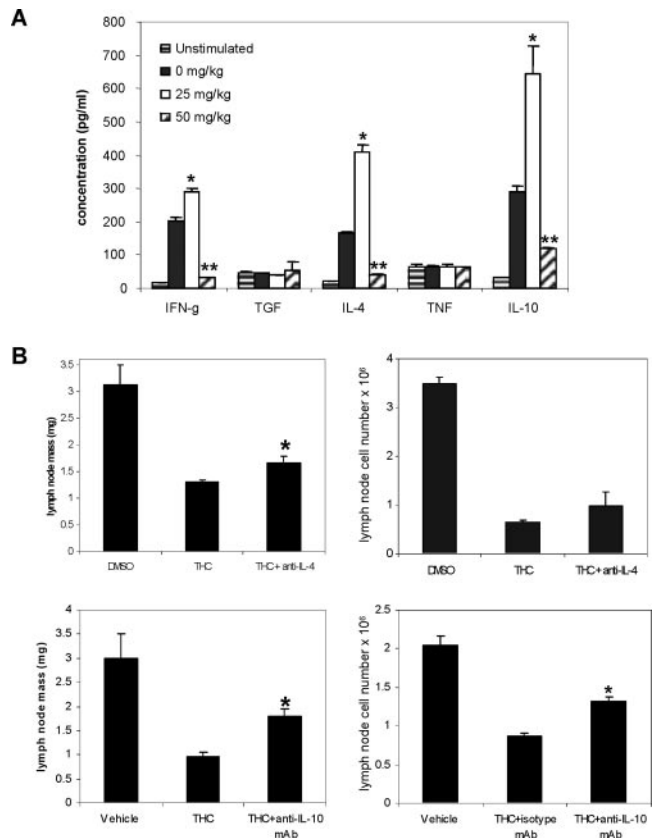 A
concentration (pg/ml)
800
700
600
500
400
300
200
100
0
Unstimulated
0 mg/kg
25 mg/kg
50 mg/kg
*
**
*
**
*
**
IFN-g TGF IL-4 TNF IL-10
B
lymph node mass (mg)
3.5
3
2.5
2
1.5
1
0.5
0
*
DMSO THC THC+ anti-IL-4
lymph node cell number x 10⁶
4
3
2
1
0
DMSO THC THC+ anti-IL-4
lymph node mass (mg)
4
3.5
3
2.5
2
1.5
1
0.5
0
*
Vehicle THC THC+anti-IL-10
mAb
lymph node cell number x 10⁶
2.5
2
1.5
1
0.5
0
*
Vehicle THC+isotype THC+anti-IL-10
mAb mAb